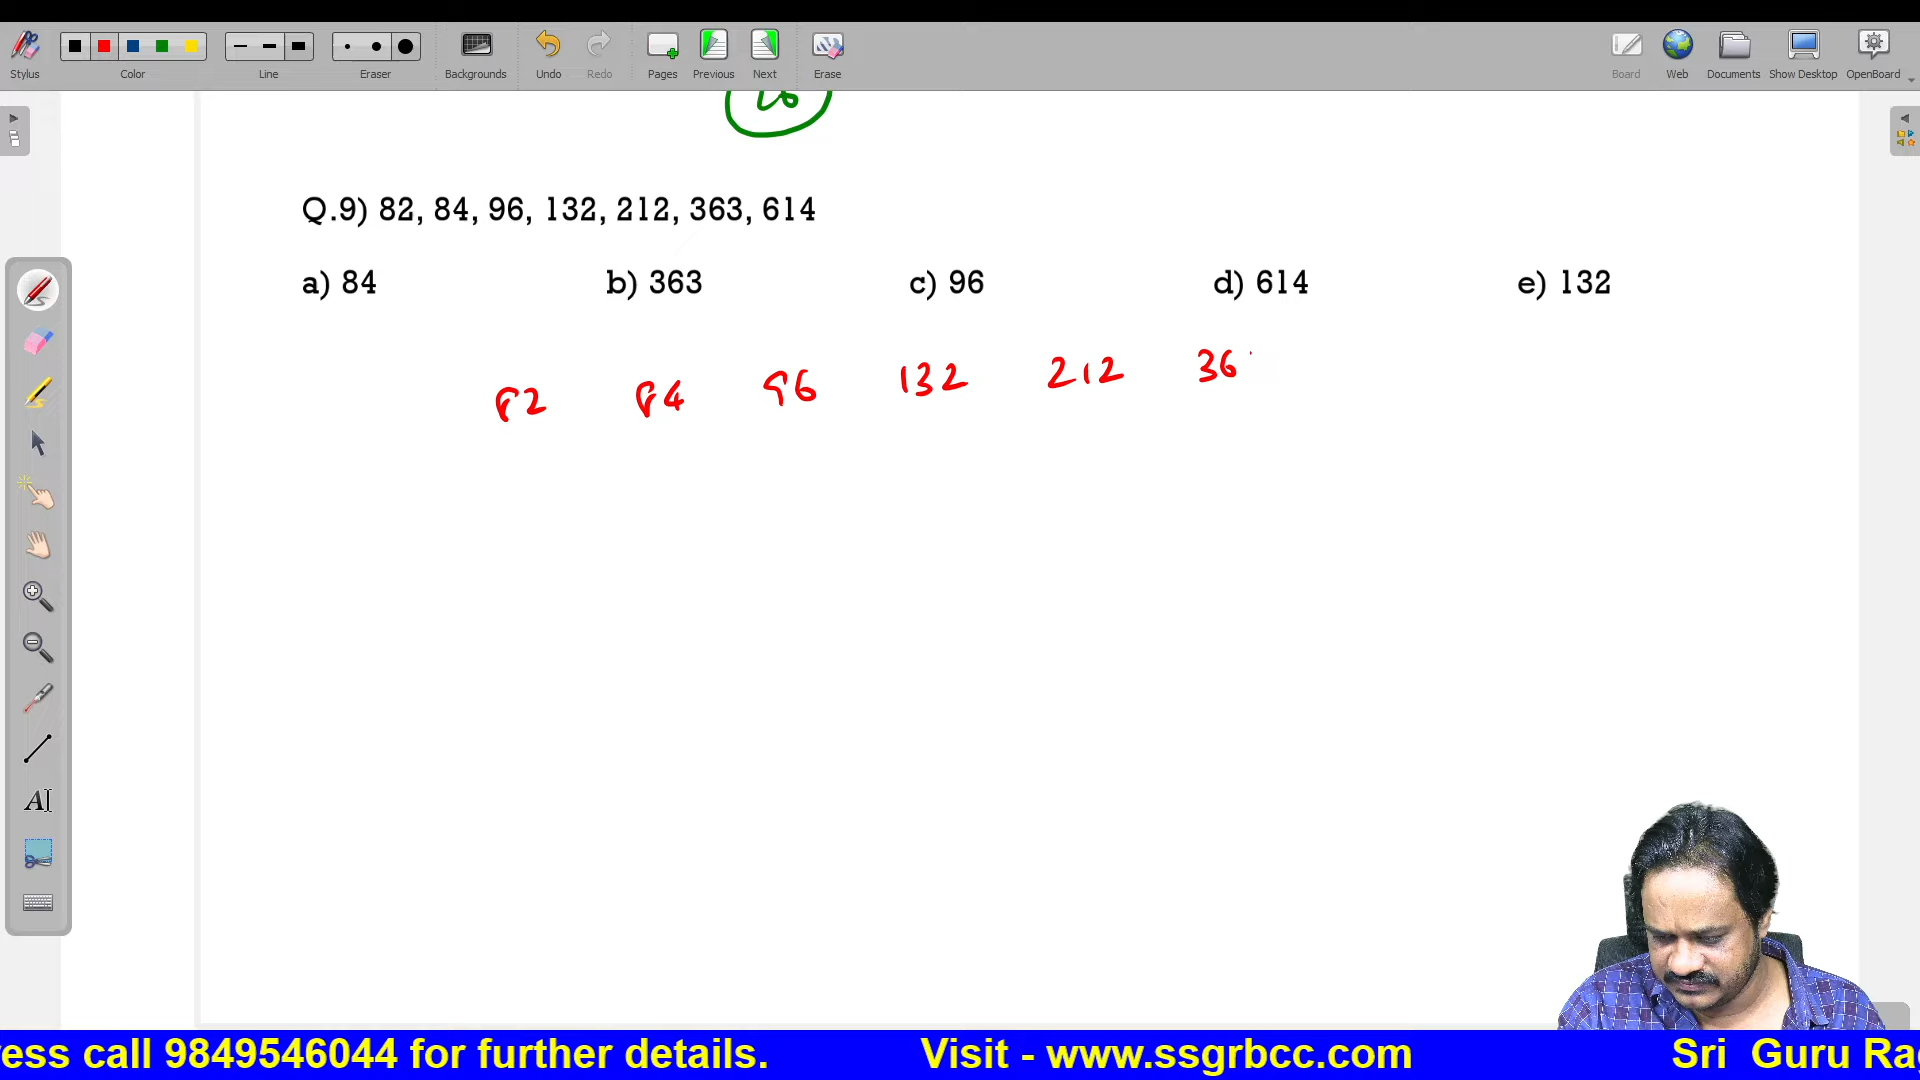 Stylus
Color
Line
Eraser
Backgrounds
Undo
Redo
Pages
Previous
Next
Erase
Board
Web
Documents
Show Desktop
OpenBoard
Q.9) 82, 84, 96, 132, 212, 363, 614
a) 84 b) 363 c) 96 d) 614 e) 132
82 84 96 132 212 36
ess call 9849546044 for further details. Visit - www.ssgrbcc.com Sri Guru Ra